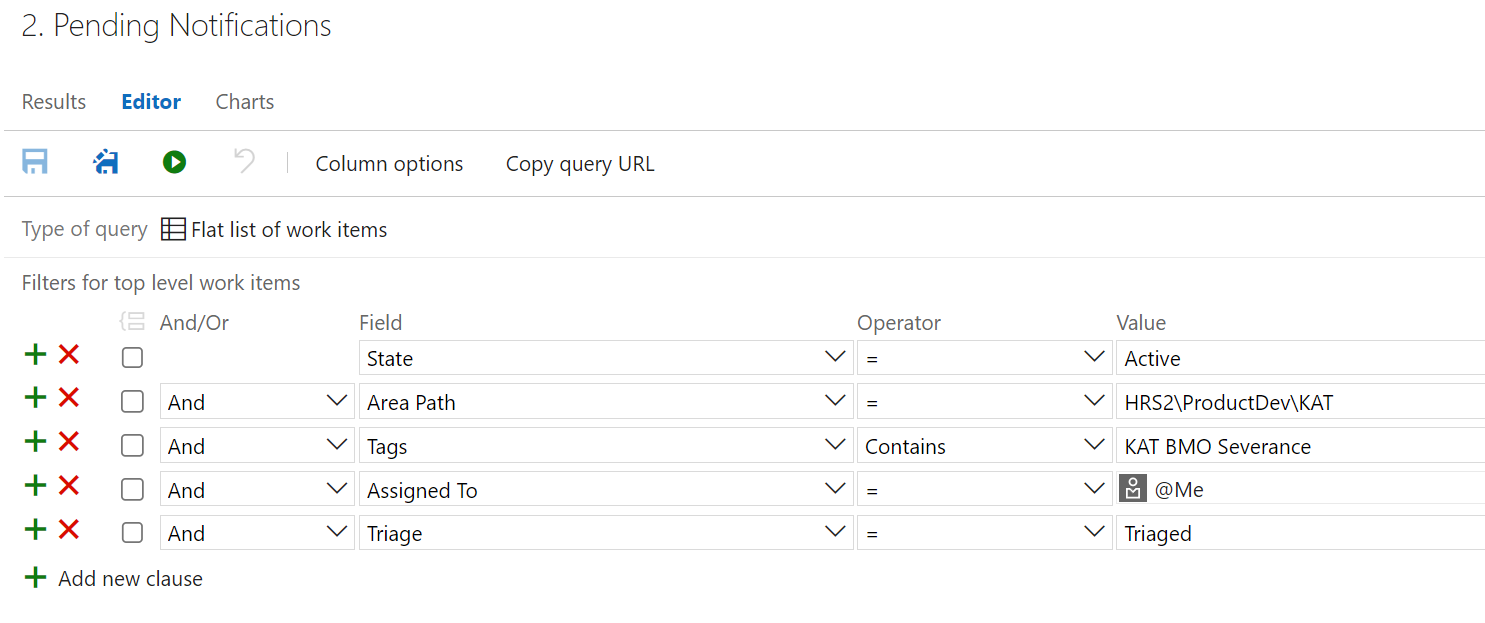 2. Pending Notifications
Results Editor Charts
Column options Copy query URL
Type of query Flat list of work items
Filters for top level work items
And/Or Field Operator Value
State = Active
And Area Path = HRS2\ProductDev\KAT
And Tags Contains KAT BMO Severance
And Assigned To = @Me
And Triage = Triaged
Add new clause